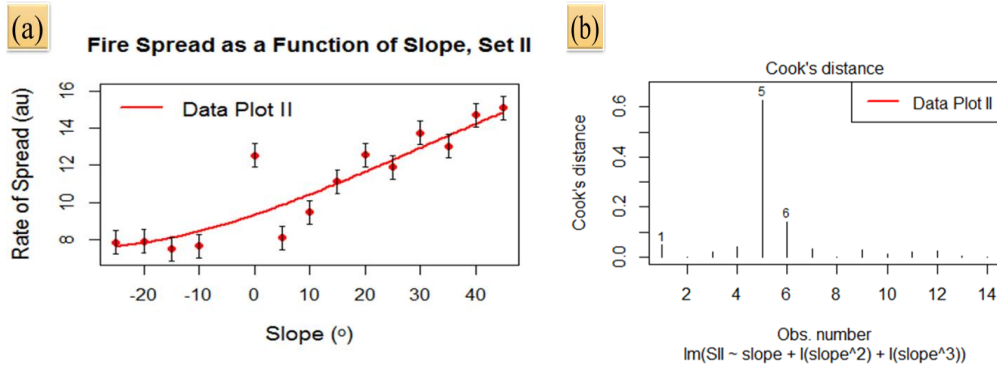 (a)
Fire Spread as a Function of Slope, Set II
Data Plot II
Rate of Spread (au)
16
14
12
10
8
-20 -10 0 10 20 30 40
Slope (o)
(b)
Cook's distance
Data Plot II
Cook's distance
0.6
0.4
0.2
0.0
1
5
6
2 4 6 8 10 12 14
Obs. number
lm(SII ~ slope + I(slope^2) + I(slope^3))